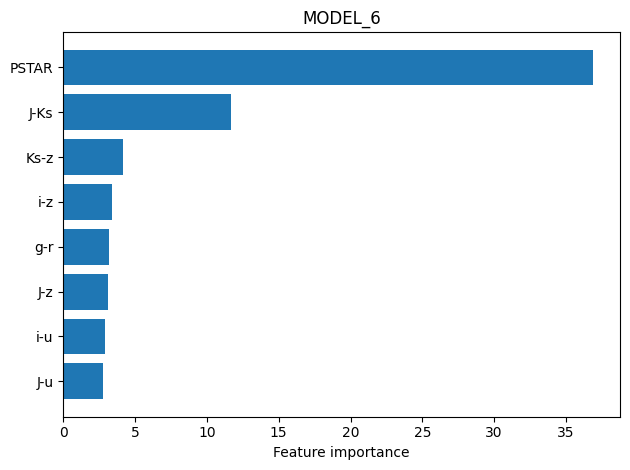 MODEL_6
PSTAR
J-Ks
Ks-z
i-z
g-r
J-z
i-u
J-u
0 5 10 15 20 25 30 35
Feature importance